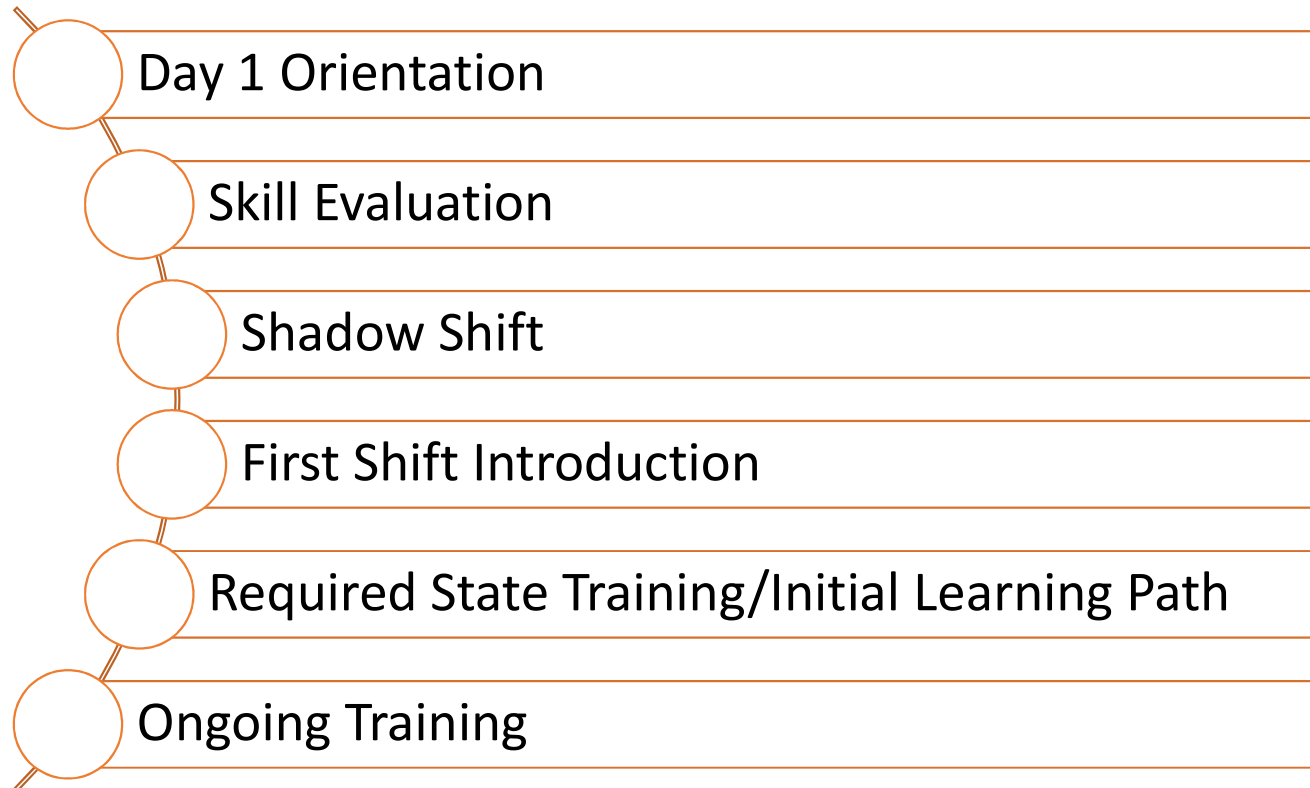 Day 1 Orientation
Skill Evaluation
Shadow Shift
First Shift Introduction
Required State Training/Initial Learning Path
Ongoing Training